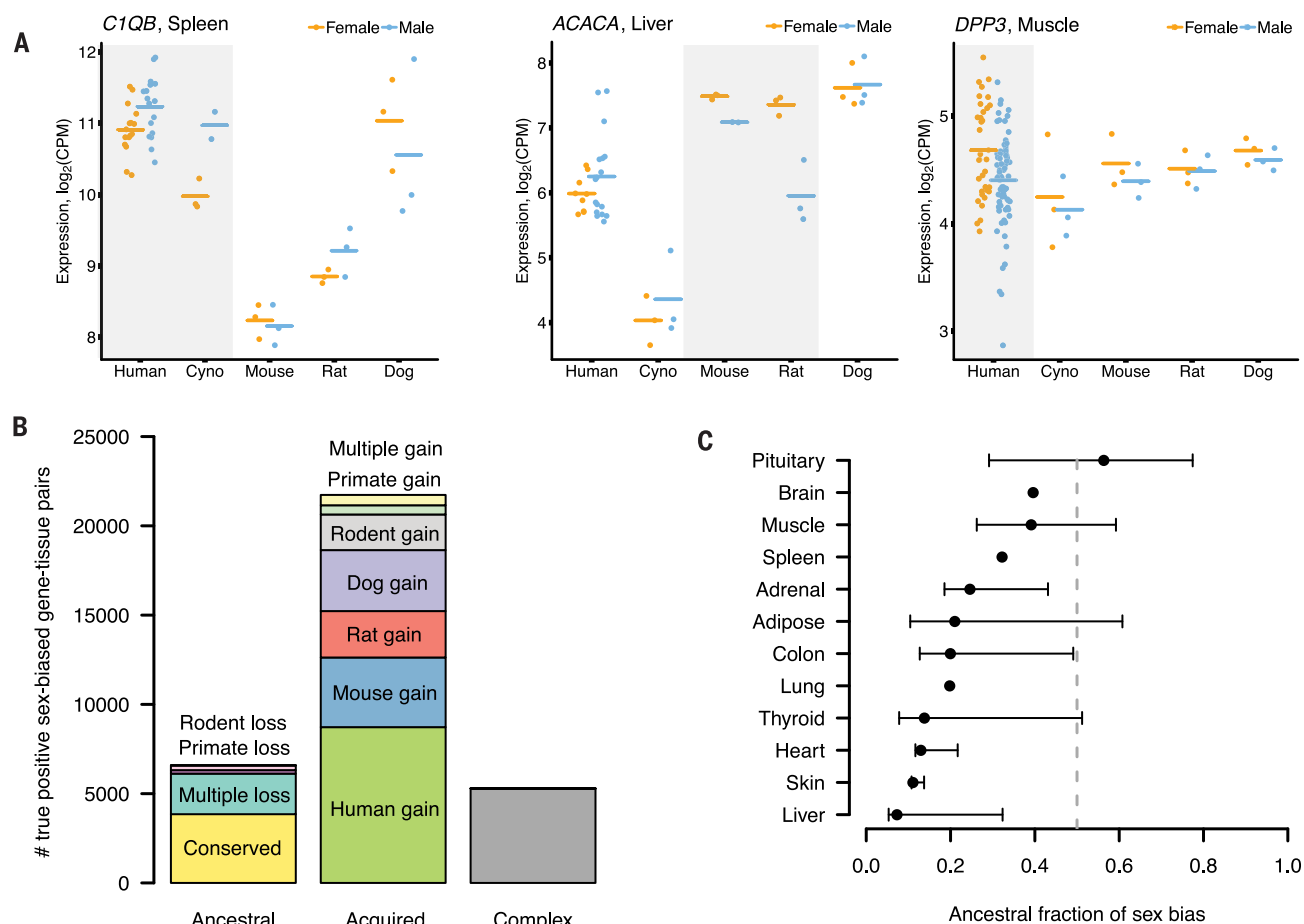 A
C1QB, Spleen
Female Male
Expression, log2(CPM)
12
11
10
9
8
Human Cyno Mouse Rat Dog
ACACA, Liver
Female Male
Expression, log2(CPM)
8
7
6
5
4
Human Cyno Mouse Rat Dog
DPP3, Muscle
Female Male
Expression, log2(CPM)
5
4
3
Human Cyno Mouse Rat Dog
B
# true positive sex-biased gene-tissue pairs
25000
20000
15000
10000
5000
0
Rodent loss
Primate loss
Multiple loss
Conserved
Multiple gain
Primate gain
Rodent gain
Dog gain
Rat gain
Mouse gain
Human gain
Ancestral Acquired Complex
C
Pituitary
Brain
Muscle
Spleen
Adrenal
Adipose
Colon
Lung
Thyroid
Heart
Skin
Liver
0.0 0.2 0.4 0.6 0.8 1.0
Ancestral fraction of sex bias